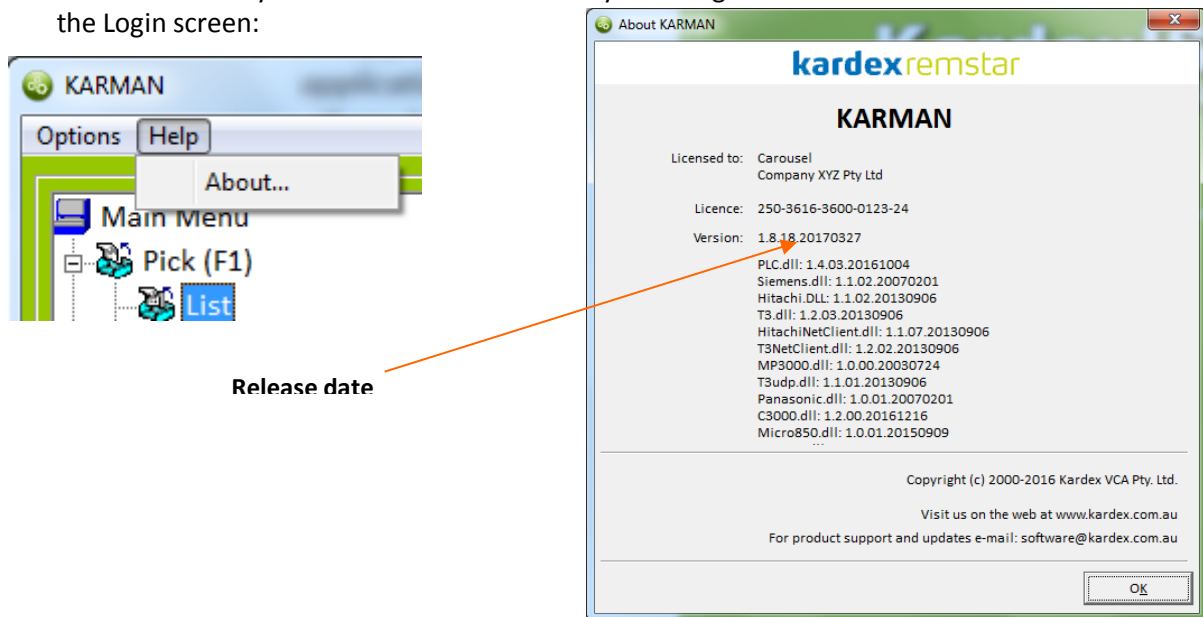 the Login screen:
KARMAN
Options Help
About...
Main Menu
Pick (F1)
List
Release date
About KARMAN
kardexremstar
KARMAN
Licensed to: Carousel
Company XYZ Pty Ltd
Licence: 250-3616-3600-0123-24
Version: 1.8.18.20170327
PLC.dll: 1.4.03.20161004
Siemens.dll: 1.1.02.20070201
Hitachi.DLL: 1.1.02.20130906
T3.dll: 1.2.03.20130906
HitachiNetClient.dll: 1.1.07.20130906
T3NetClient.dll: 1.2.02.20130906
MP3000.dll: 1.0.00.20030724
T3udp.dll: 1.1.01.20130906
Panasonic.dll: 1.0.01.20070201
C3000.dll: 1.2.00.20161216
Micro850.dll: 1.0.01.20150909
Copyright (c) 2000-2016 Kardex VCA Pty. Ltd.
Visit us on the web at www.kardex.com.au
For product support and updates e-mail: software@kardex.com.au
OK